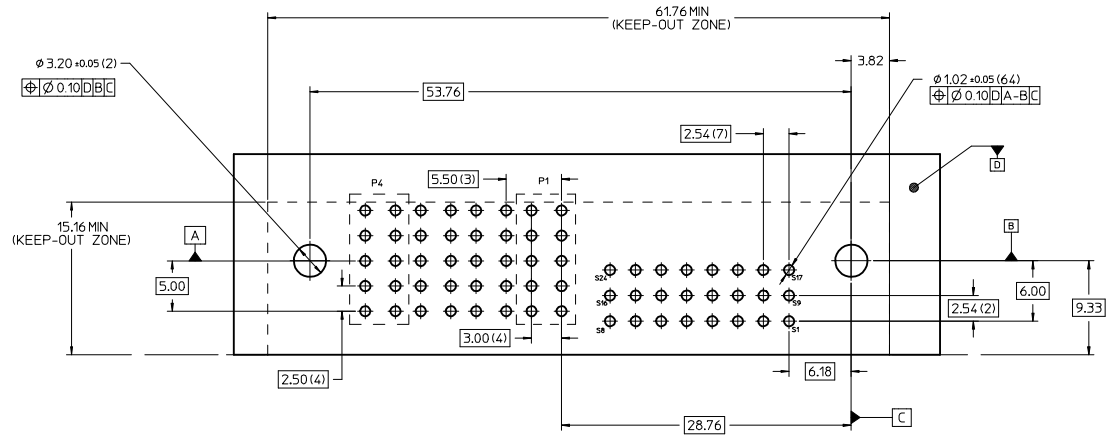 61.76 MIN
(KEEP-OUT ZONE)
3.82
ø 3.20 ±0.05 (2)
⌖ Ø 0.10 D B C
53.76
ø 1.02 ±0.05 (64)
⌖ Ø 0.10 D A-B C
2.54 (7)
D
P4
5.50 (3)
P1
15.16 MIN
(KEEP-OUT ZONE)
A
B
S24
S17
5.00
6.00
S16
S9
2.54 (2)
9.33
S8
S1
3.00 (4)
2.50 (4)
6.18
28.76
C